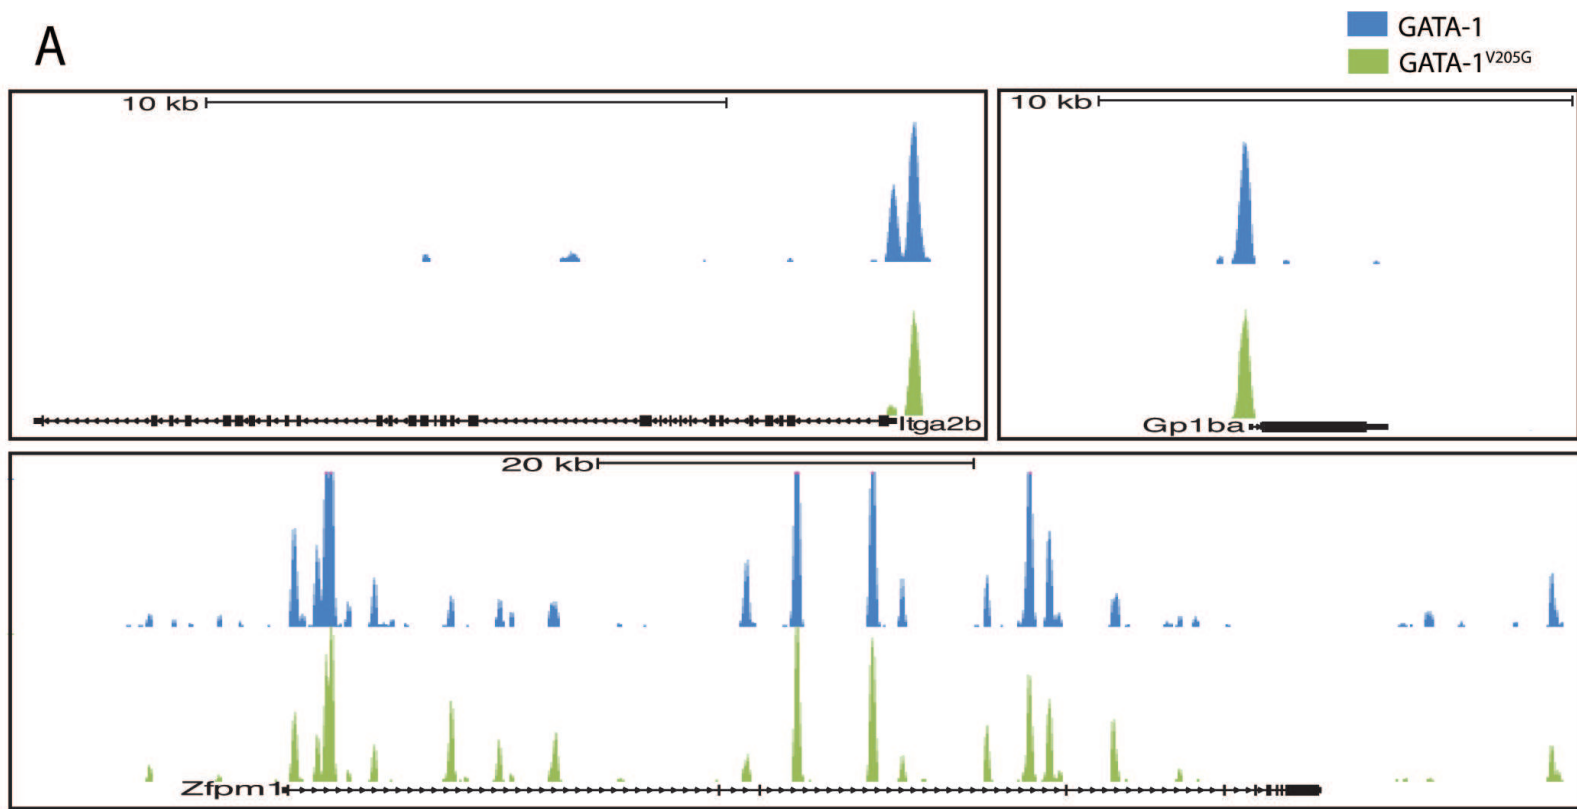 A
GATA-1
GATA-1V205G
10 kb
Itga2b
10 kb
Gp1ba
20 kb
Zfpm1